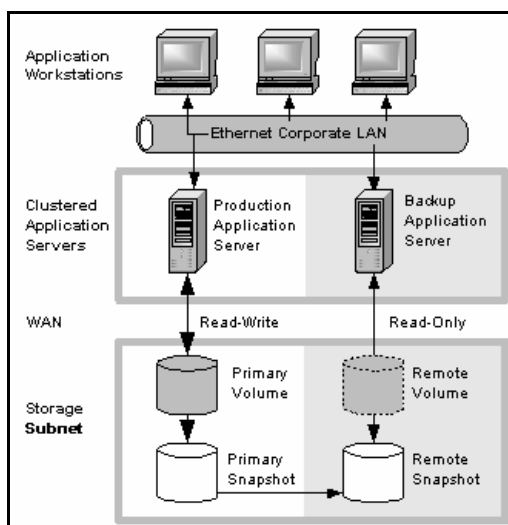 Application
Workstations
Ethernet Corporate LAN
Clustered
Application
Servers
Production
Application
Server
Backup
Application
Server
WAN
Read-Write
Read-Only
Primary
Volume
Remote
Volume
Storage
Subnet
Primary
Snapshot
Remote
Snapshot